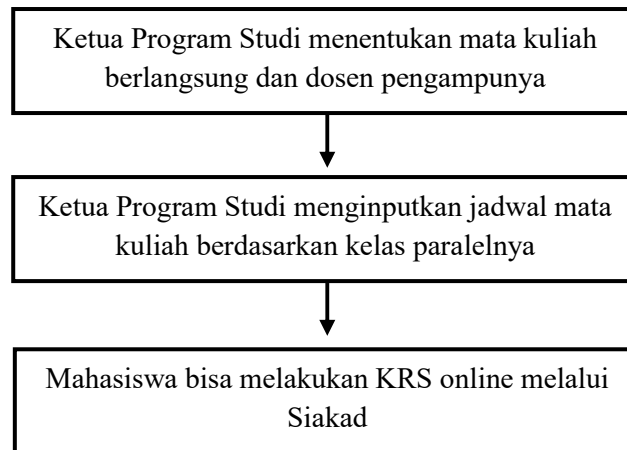 Ketua Program Studi menentukan mata kuliah
berlangsung dan dosen pengampunya
Ketua Program Studi menginputkan jadwal mata
kuliah berdasarkan kelas paralelnya
Mahasiswa bisa melakukan KRS online melalui
Siakad